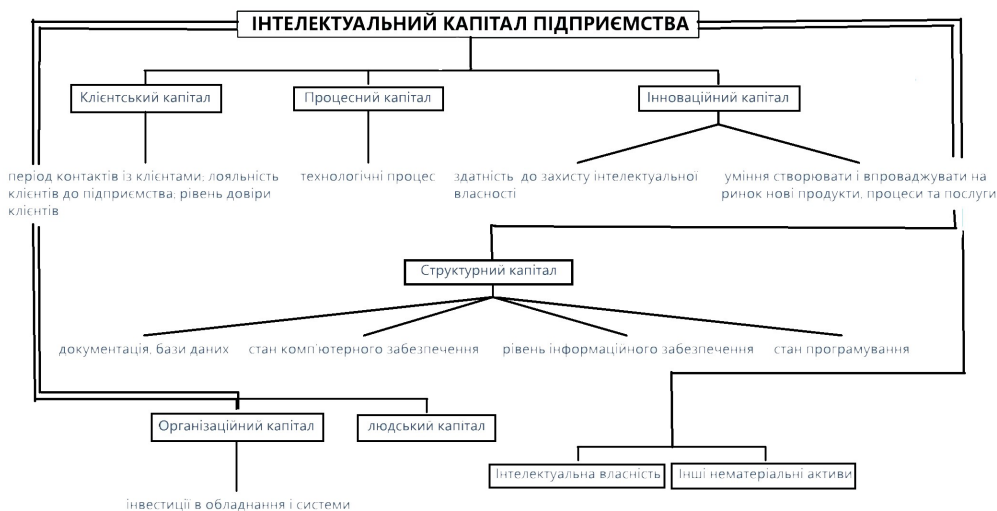 ІНТЕЛЕКТУАЛЬНИЙ КАПІТАЛ ПІДПРИЄМСТВА
Клієнтський капітал
Процесний капітал
Інноваційний капітал
період контактів із клієнтами; лояльність
клієнтів до підприємства; рівень довіри
клієнтів
технологічні процес
здатність до захисту інтелектуальної
власності
уміння створювати і впроваджувати на
ринок нові продукти, процеси та послуги
Структурний капітал
документація, бази даних
стан комп'ютерного забезпечення
рівень інформаційного забезпечення
стан програмування
Організаційний капітал
людський капітал
Інтелектуальна власність
Інші нематеріальні активи
інвестиції в обладнання і системи